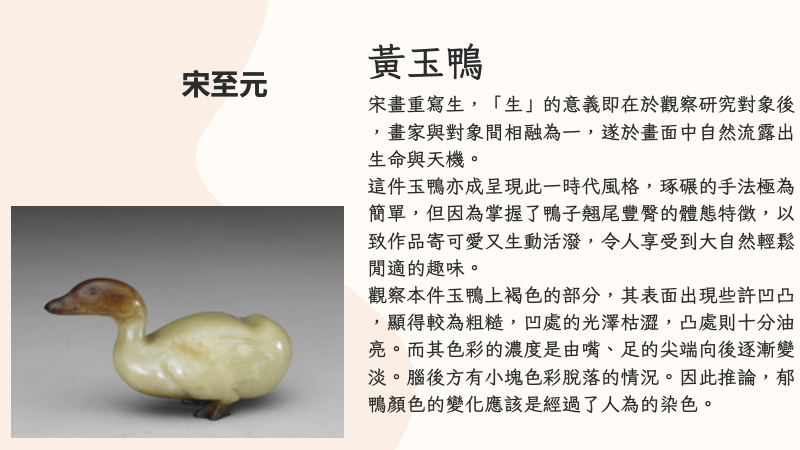 宋至元
黃玉鴨
宋畫重寫生，「生」的意義即在於觀察研究對象後
，畫家與對象間相融為一，遂於畫面中自然流露出
生命與天機。
這件玉鴨亦成呈現此一時代風格，琢碾的手法極為
簡單，但因為掌握了鴨子翹尾豐臀的體態特徵，以
致作品寄可愛又生動活潑，令人享受到大自然輕鬆
閒適的趣味。
觀察本件玉鴨上褐色的部分，其表面出現些許凹凸
，顯得較為粗糙，凹處的光澤枯澀，凸處則十分油
亮。而其色彩的濃度是由嘴、足的尖端向後逐漸變
淡。腦後方有小塊色彩脫落的情況。因此推論，郁
鴨顏色的變化應該是經過了人為的染色。